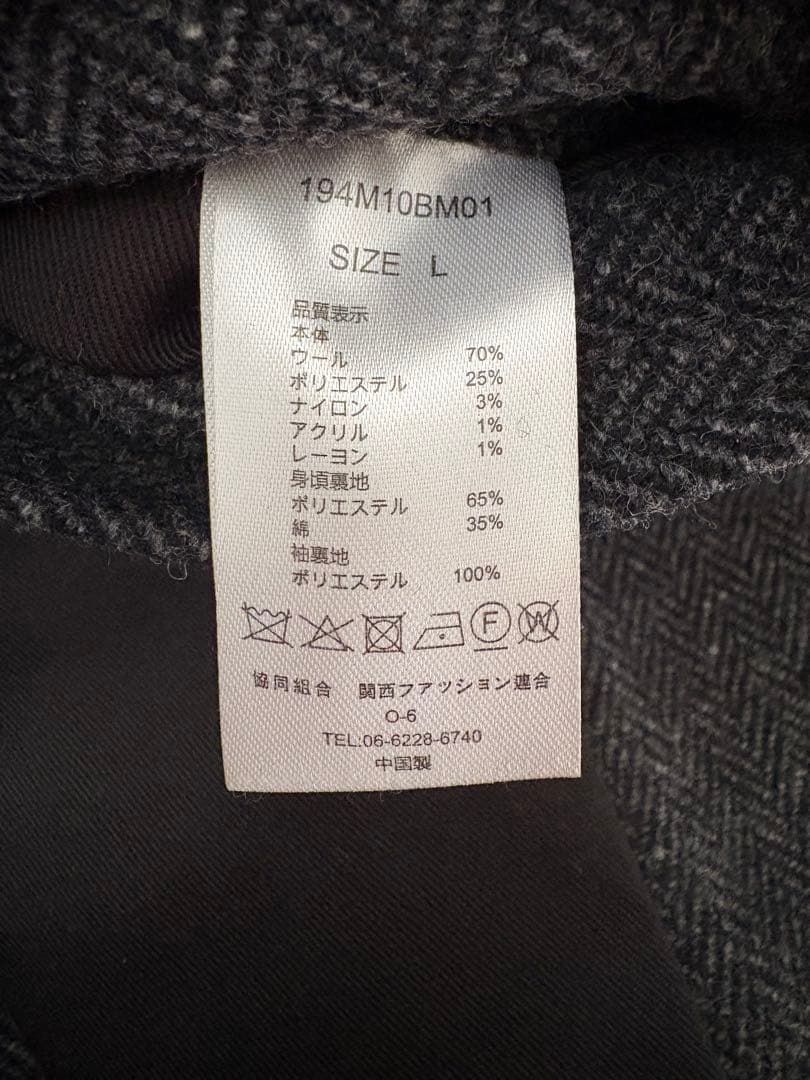 194M10BM01
SIZE L
品質表示
本体
ウール 70%
ポリエステル 25%
ナイロン 3%
アクリル 1%
レーヨン 1%
身頃裏地
ポリエステル 65%
綿 35%
袖裏地
ポリエステル 100%
F W
協同組合 関西ファッション連合
O-6
TEL:06-6228-6740
中国製